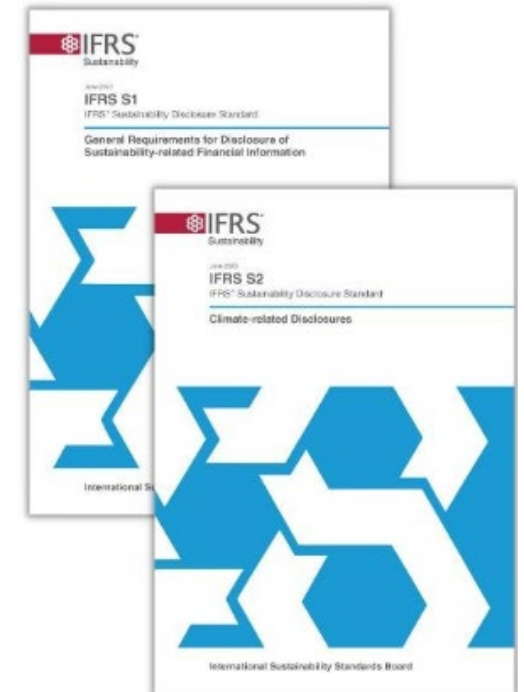 IFRS®
Sustainability
June 2023
IFRS S1
IFRS® Sustainability Disclosure Standard
General Requirements for Disclosure of
Sustainability-related Financial Information
International Su
IFRS®
Sustainability
June 2023
IFRS S2
IFRS® Sustainability Disclosure Standard
Climate-related Disclosures
International Sustainability Standards Board